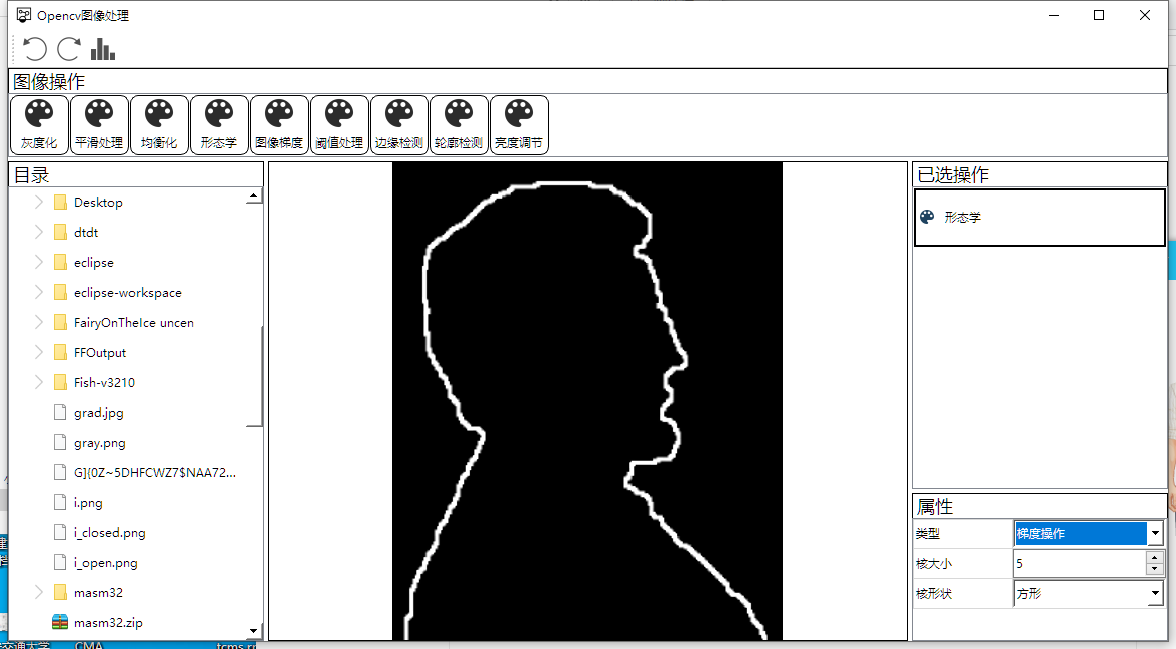 Opencv图像处理
图像操作
灰度化 平滑处理 均衡化 形态学 图像梯度 阈值处理 边缘检测 轮廓检测 亮度调节
目录
Desktop
dtdt
eclipse
eclipse-workspace
FairyOnTheIce uncen
FFOutput
Fish-v3210
grad.jpg
gray.png
G]{0Z~5DHFCWZ7$NAA72...
i.png
i_closed.png
i_open.png
masm32
masm32.zip
已选操作
形态学
属性
类型 梯度操作
核大小 5
核形状 方形
交通大学 CMA